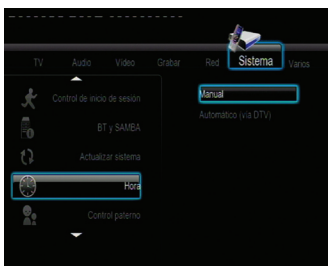 TV Audio Vídeo Grabar Red Sistema Varios
Control de inicio de sesión
Manual
BT y SAMBA
Automático (vía DTV)
Actualizar sistema
Hora
Control paterno